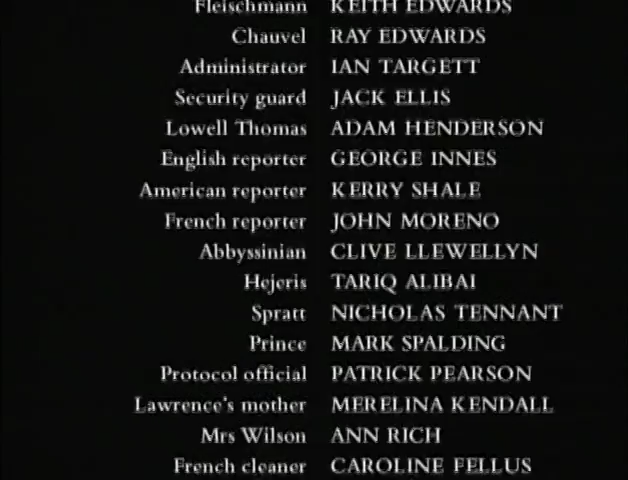 Fleischmann KEITH EDWARDS
Chauvel RAY EDWARDS
Administrator IAN TARGETT
Security guard JACK ELLIS
Lowell Thomas ADAM HENDERSON
English reporter GEORGE INNES
American reporter KERRY SHALE
French reporter JOHN MORENO
Abbyssinian CLIVE LLEWELLYN
Hejeris TARIQ ALIBAI
Spratt NICHOLAS TENNANT
Prince MARK SPALDING
Protocol official PATRICK PEARSON
Lawrence's mother MERELINA KENDALL
Mrs Wilson ANN RICH
French cleaner CAROLINE FELLUS